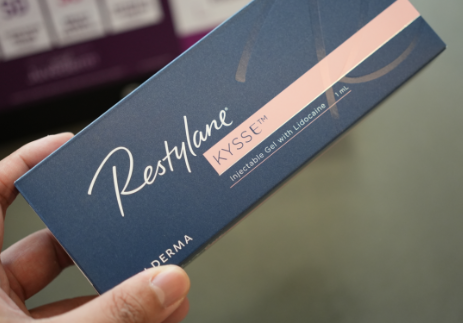 Restylane®
KYSSE™
Injectable Gel with Lidocaine 1 mL
DERMA